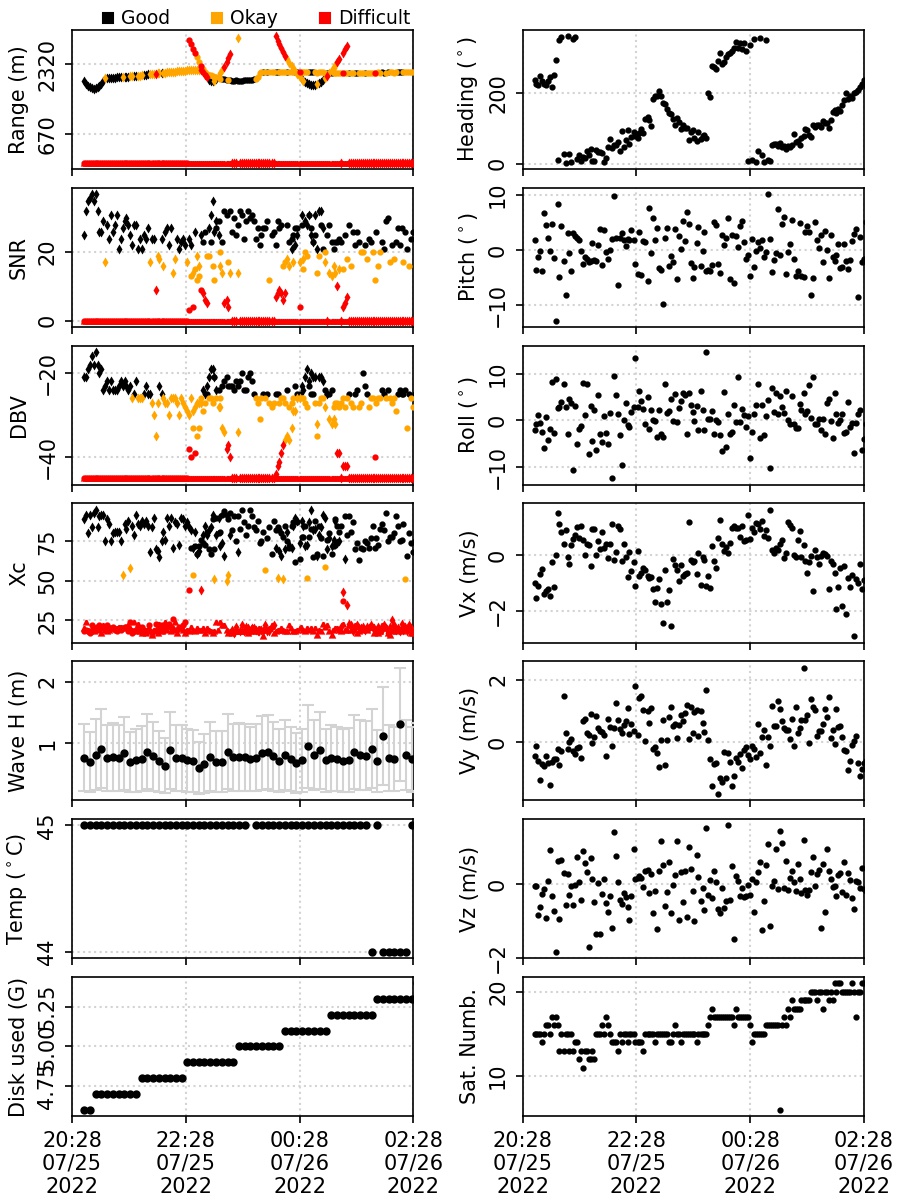 Good Okay Difficult
Range (m)
2320
670
Heading (°)
200
0
SNR
20
0
Pitch (°)
10
0
−10
DBV
−20
−40
Roll (°)
10
0
−10
Xc
75
50
25
Vx (m/s)
0
−2
Wave H (m)
2
1
Vy (m/s)
2
0
Temp (°C)
45
44
Vz (m/s)
0
−2
Disk used (G)
5.25
5.00
4.75
Sat. Numb.
20
10
20:28 22:28 00:28 02:28
07/25 07/25 07/26 07/26
2022 2022 2022 2022
20:28 22:28 00:28 02:28
07/25 07/25 07/26 07/26
2022 2022 2022 2022